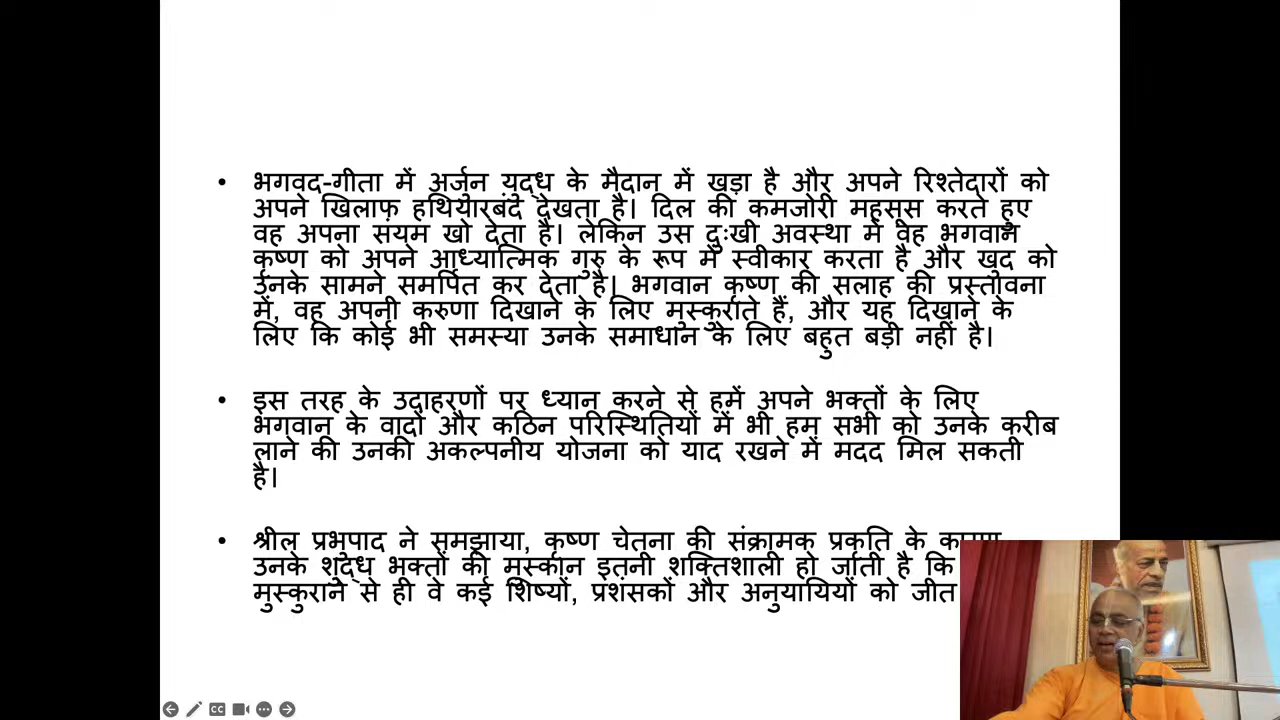 • भगवद-गीता में अर्जुन युद्ध के मैदान में खड़ा है और अपने रिश्तेदारों को
अपने खिलाफ हथियारबंद देखता है। दिल की कमजोरी महसूस करते हुए
वह अपना संयम खो देता है। लेकिन उस दुःखी अवस्था में वह भगवान
कृष्ण को अपने आध्यात्मिक गुरु के रूप में स्वीकार करता है और खुद को
उनके सामने समर्पित कर देता है। भगवान कृष्ण की सलाह की प्रस्तावना
में, वह अपनी करुणा दिखाने के लिए मुस्कुराते हैं, और यह दिखाने के
लिए कि कोई भी समस्या उनके समाधान के लिए बहुत बड़ी नहीं है।
• इस तरह के उदाहरणों पर ध्यान करने से हमें अपने भक्तों के लिए
भगवान के वादों और कठिन परिस्थितियों में भी हम सभी को उनके करीब
लाने की उनकी अकल्पनीय योजना को याद रखने में मदद मिल सकती
है।
• श्रील प्रभुपाद ने समझाया, कृष्ण चेतना की संक्रामक प्रकृति के
उनके शुद्ध भक्तों की मुस्कान इतनी शक्तिशाली हो जाती है कि
मुस्कुराने से ही वे कई शिष्यों, प्रशंसकों और अनुयायियों को जीत
CC